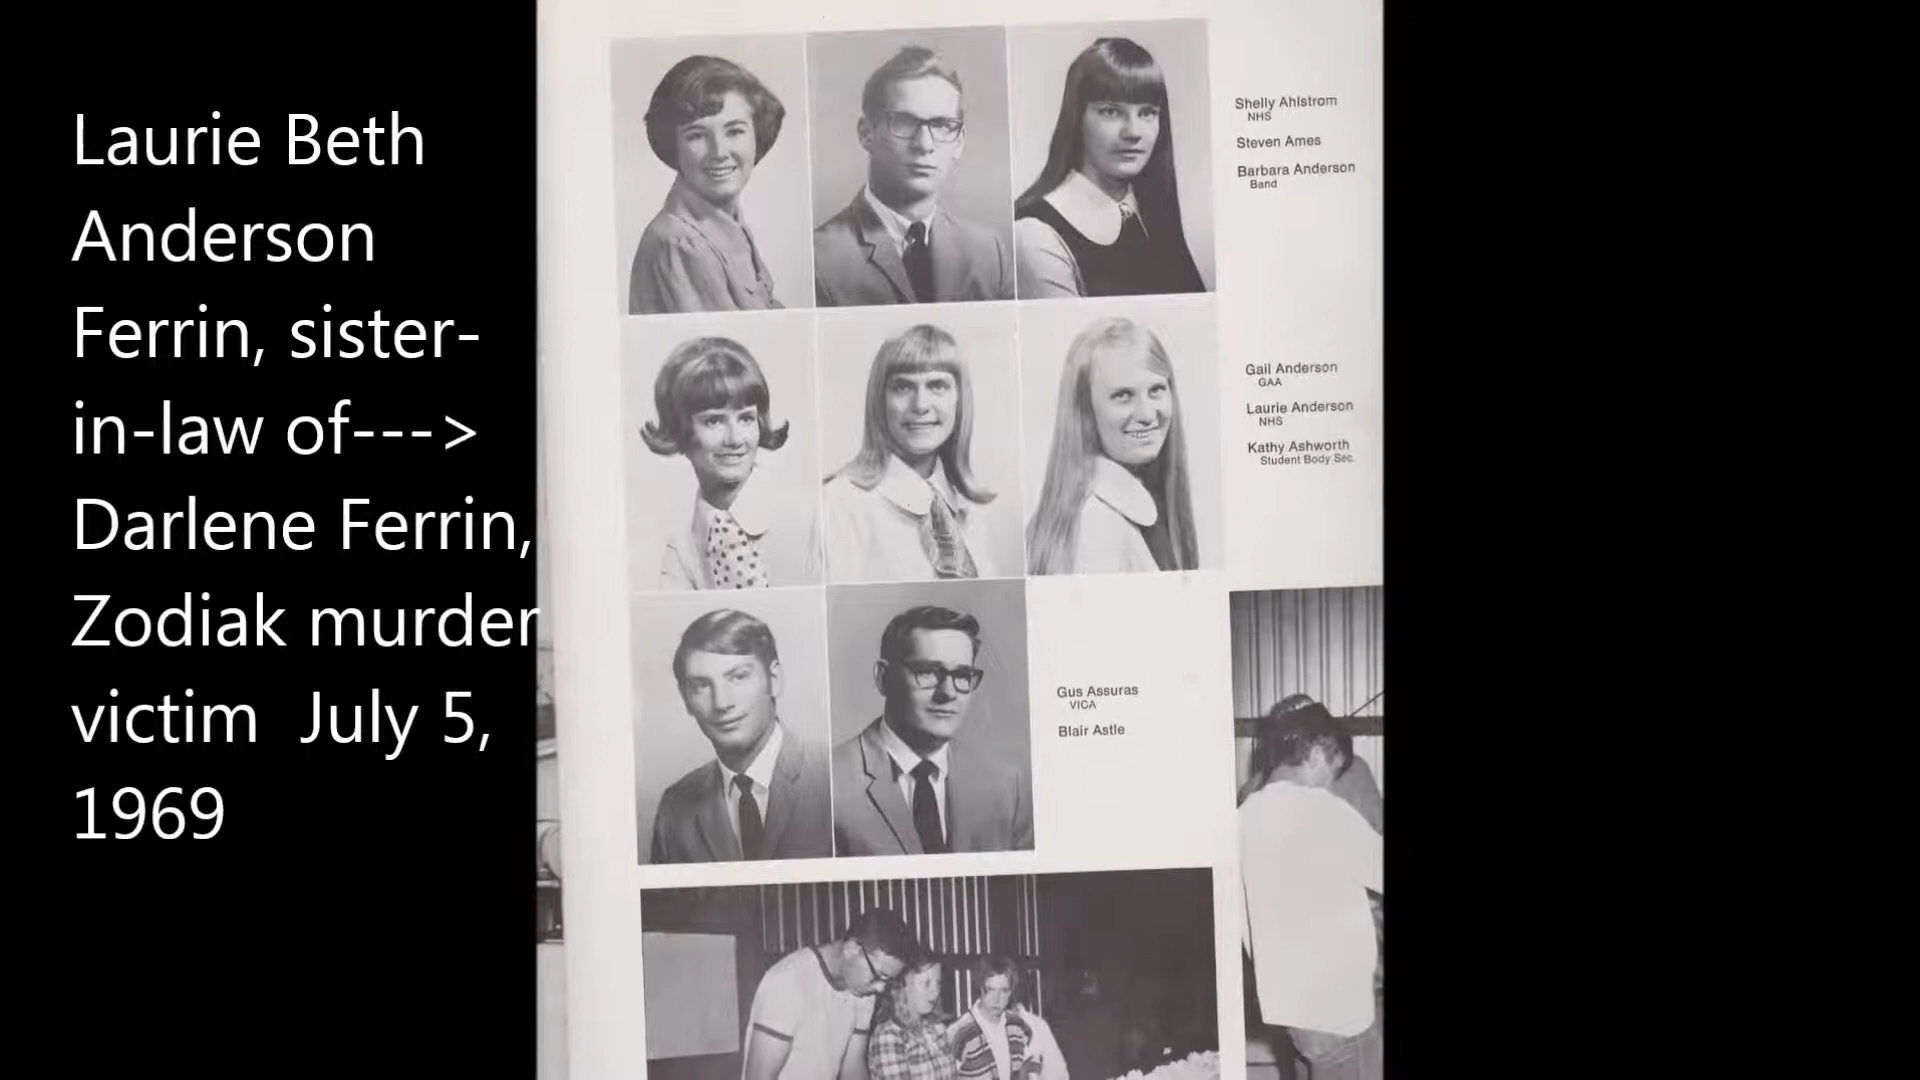 Laurie Beth
Anderson
Ferrin, sister-
in-law of--->
Darlene Ferrin,
Zodiak murder
victim  July 5,
1969
Shelly Ahlstrom
NHS
Steven Ames
Barbara Anderson
Band
Gail Anderson
GAA
Laurie Anderson
NHS
Kathy Ashworth
Student Body Sec.
Gus Assuras
VICA
Blair Astle